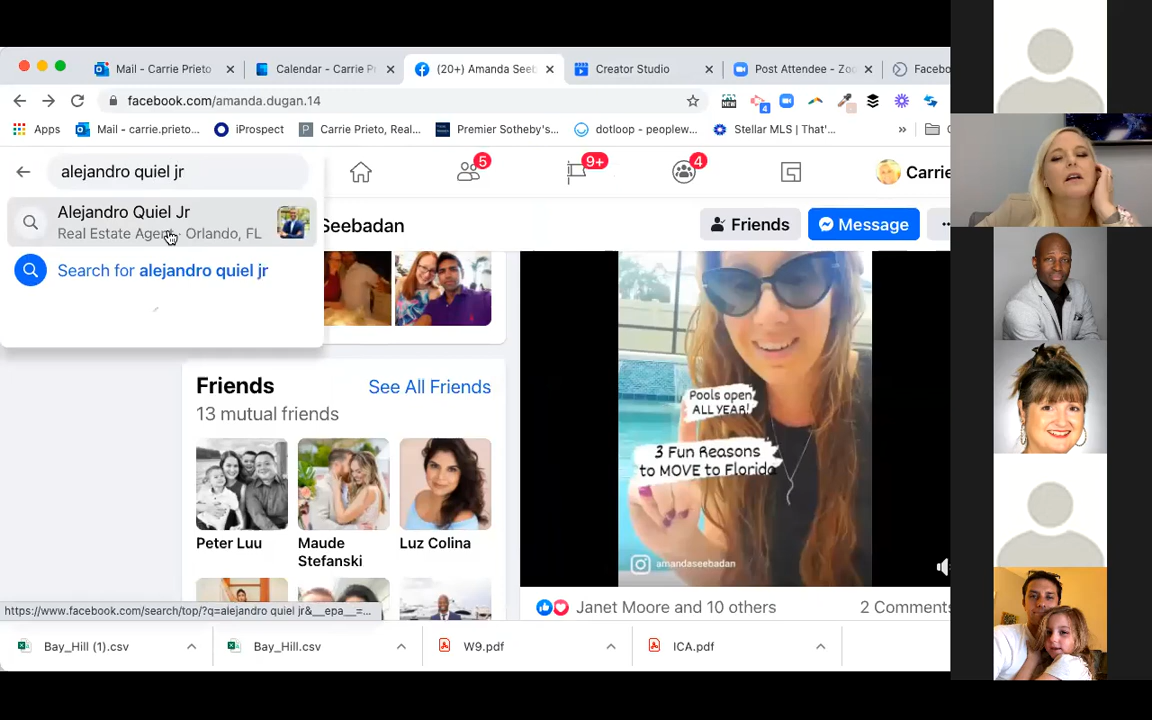 Mail - Carrie Prieto
Calendar - Carrie P
(20+) Amanda Seeb
Creator Studio
Post Attendee - Zoo
Facebo
facebook.com/amanda.dugan.14
NEW
4
Apps
Mail - carrie.prieto...
iProspect
Carrie Prieto, Real...
Premier Sotheby's...
dotloop - peoplew...
Stellar MLS | That'...
»
alejandro quiel jr
5
9+
4
Carrie
Alejandro Quiel Jr
Real Estate Agent · Orlando, FL
Search for alejandro quiel jr
Seebadan
Friends
Message
Friends
See All Friends
13 mutual friends
Peter Luu
Maude
Stefanski
Luz Colina
Pools open
ALL YEAR!
3 Fun Reasons
to MOVE to Florida
amandaseebadan
Janet Moore and 10 others
2 Comments
https://www.facebook.com/search/top/?q=alejandro quiel jr&__epa__=...
Bay_Hill (1).csv
Bay_Hill.csv
W9.pdf
ICA.pdf